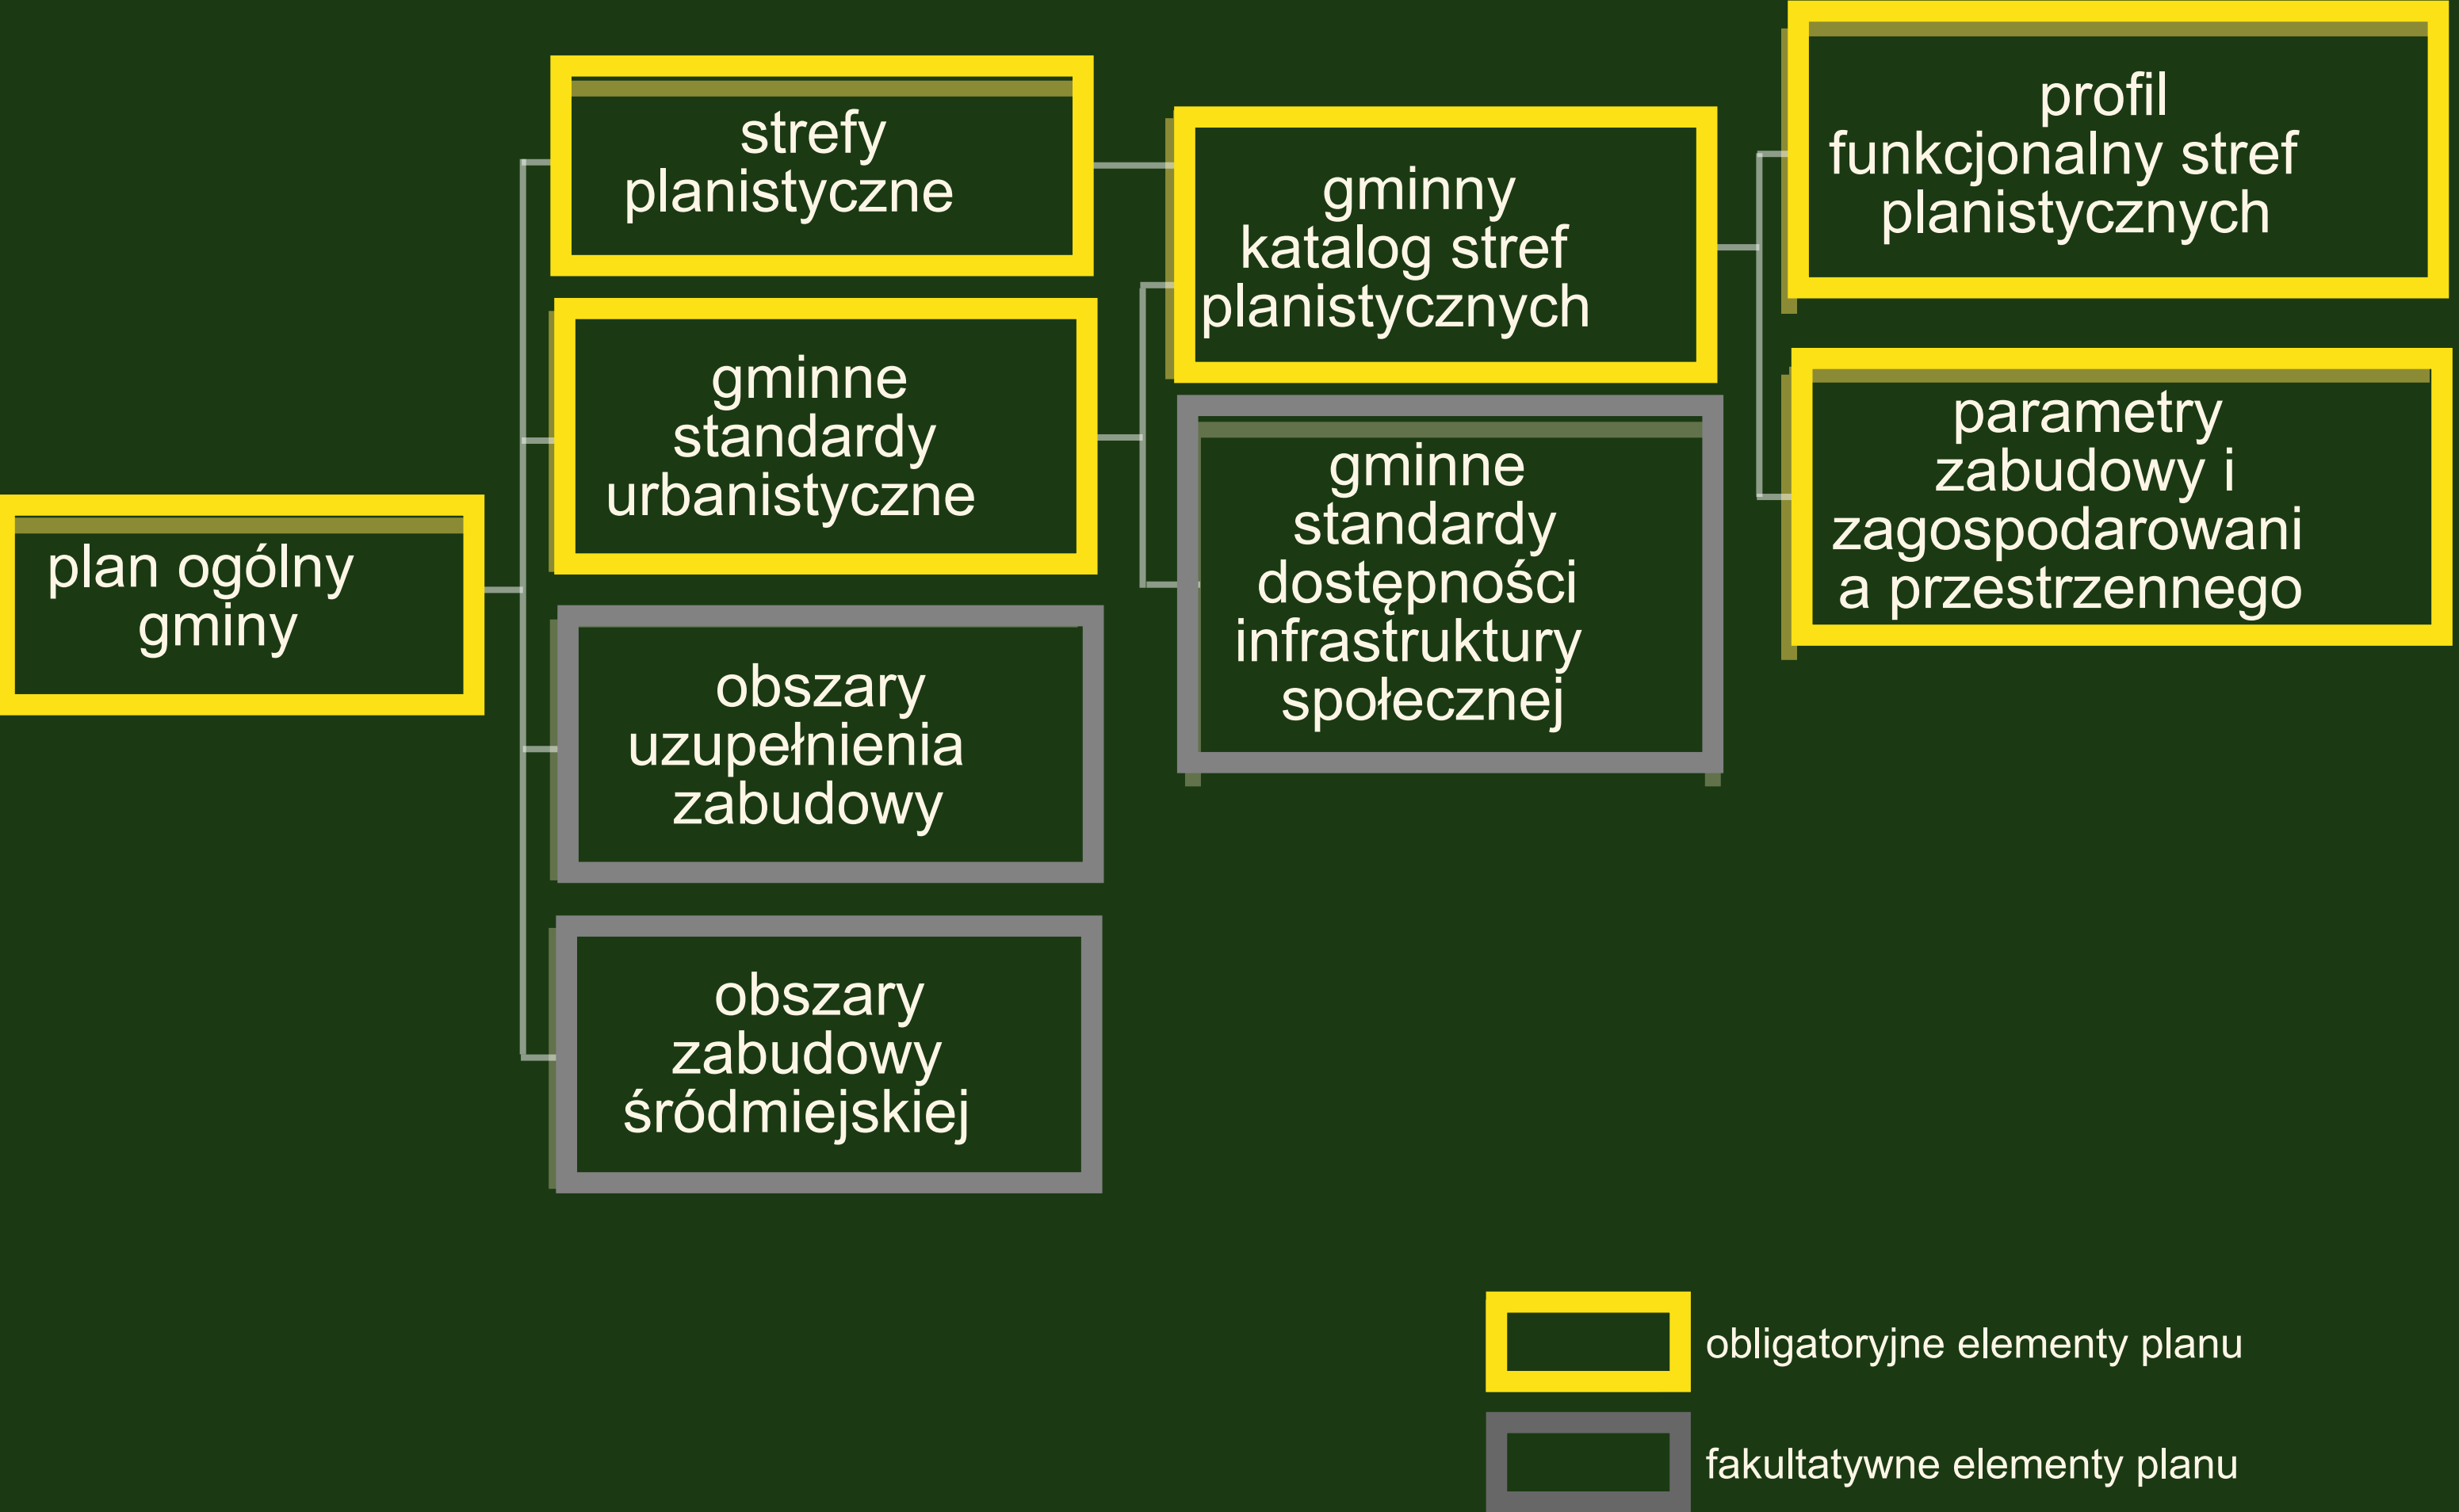 plan ogólny
gminy
strefy
planistyczne
gminne
standardy
urbanistyczne
obszary
uzupełnienia
zabudowy
obszary
zabudowy
śródmiejskiej
gminny
katalog stref
planistycznych
gminne
standardy
dostępności
infrastruktury
społecznej
profil
funkcjonalny stref
planistycznych
parametry
zabudowy i
zagospodarowani
a przestrzennego
obligatoryjne elementy planu
fakultatywne elementy planu